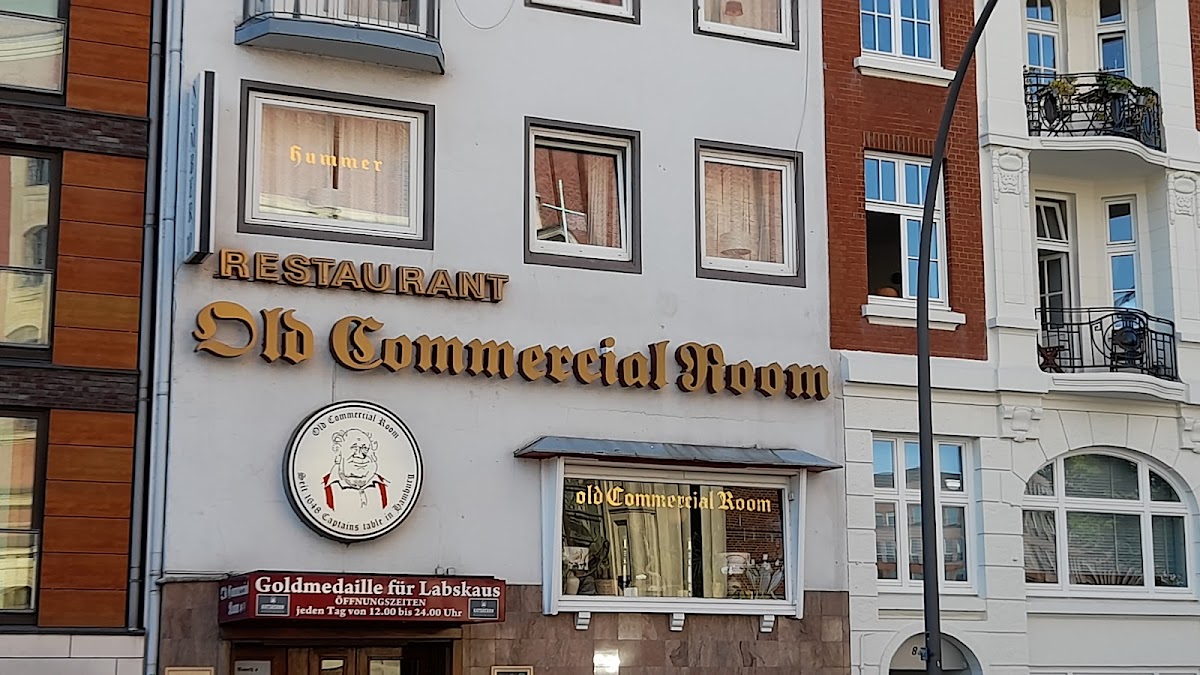 Hummer
RESTAURANT
Old Commercial Room
Old Commercial Room
Seit 1648 Captains table in Hamburg
old Commercial Room
Goldmedaille für Labskaus
ÖFFNUNGSZEITEN
jeden Tag von 12.00 bis 24.00 Uhr